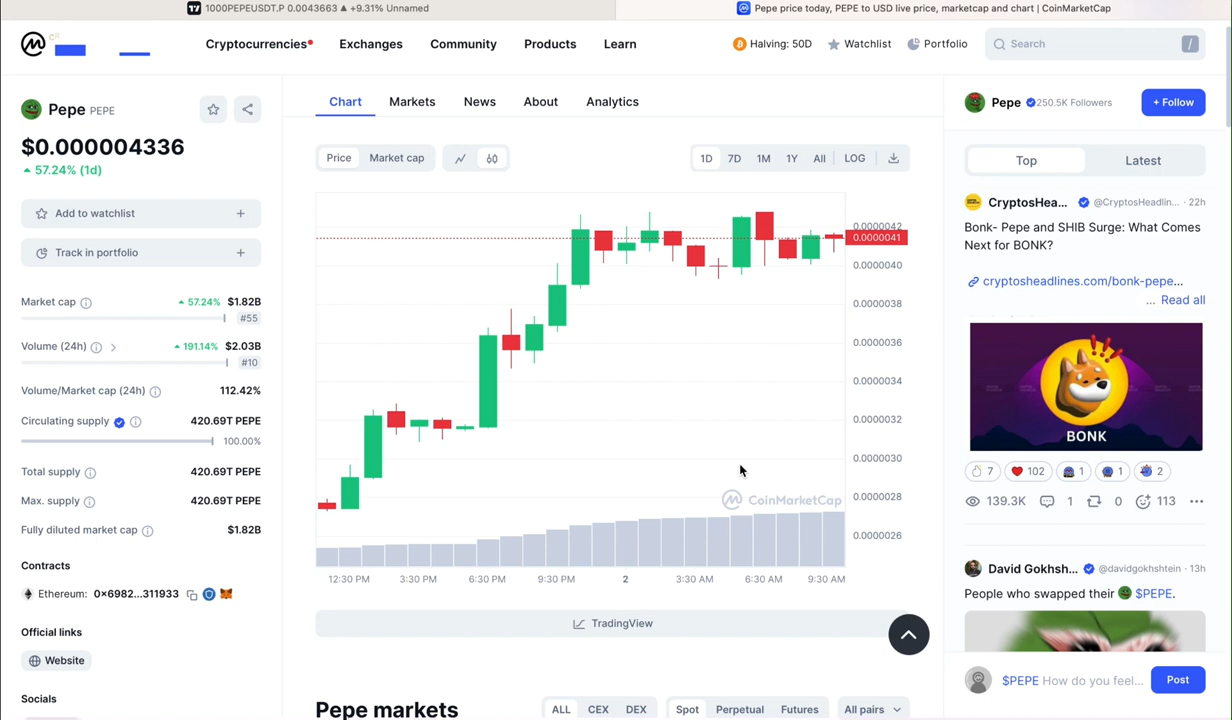 1000PEPEUSDT.P 0.0043663 ▲ +9.31% Unnamed
Pepe price today, PEPE to USD live price, marketcap and chart | CoinMarketCap
Cryptocurrencies Exchanges Community Products Learn
Halving: 50D Watchlist Portfolio Search /
Pepe PEPE
$0.000004336
57.24% (1d)
Add to watchlist +
Track in portfolio +
Market cap 57.24% $1.82B
#55
Volume (24h) 191.14% $2.03B
#10
Volume/Market cap (24h) 112.42%
Circulating supply 420.69T PEPE
100.00%
Total supply 420.69T PEPE
Max. supply 420.69T PEPE
Fully diluted market cap $1.82B
Contracts
Ethereum: 0x6982...311933
Official links
Website
Socials
Chart Markets News About Analytics
Price Market cap
1D 7D 1M 1Y All LOG
0.0000042
0.0000041
0.0000040
0.0000038
0.0000036
0.0000034
0.0000032
0.0000030
0.0000028
0.0000026
CoinMarketCap
12:30 PM 3:30 PM 6:30 PM 9:30 PM 2 3:30 AM 6:30 AM 9:30 AM
TradingView
Pepe markets
ALL CEX DEX Spot Perpetual Futures All pairs
Pepe 250.5K Followers
+ Follow
Top Latest
CryptosHea... @CryptosHeadlin... · 22h
Bonk- Pepe and SHIB Surge: What Comes
Next for BONK?
cryptosheadlines.com/bonk-pepe...
... Read all
BONK
7 102 1 1 2
139.3K 1 0 113
David Gokhsh... @davidgokhshtein · 13h
People who swapped their $PEPE.
$PEPE How do you feel...
Post